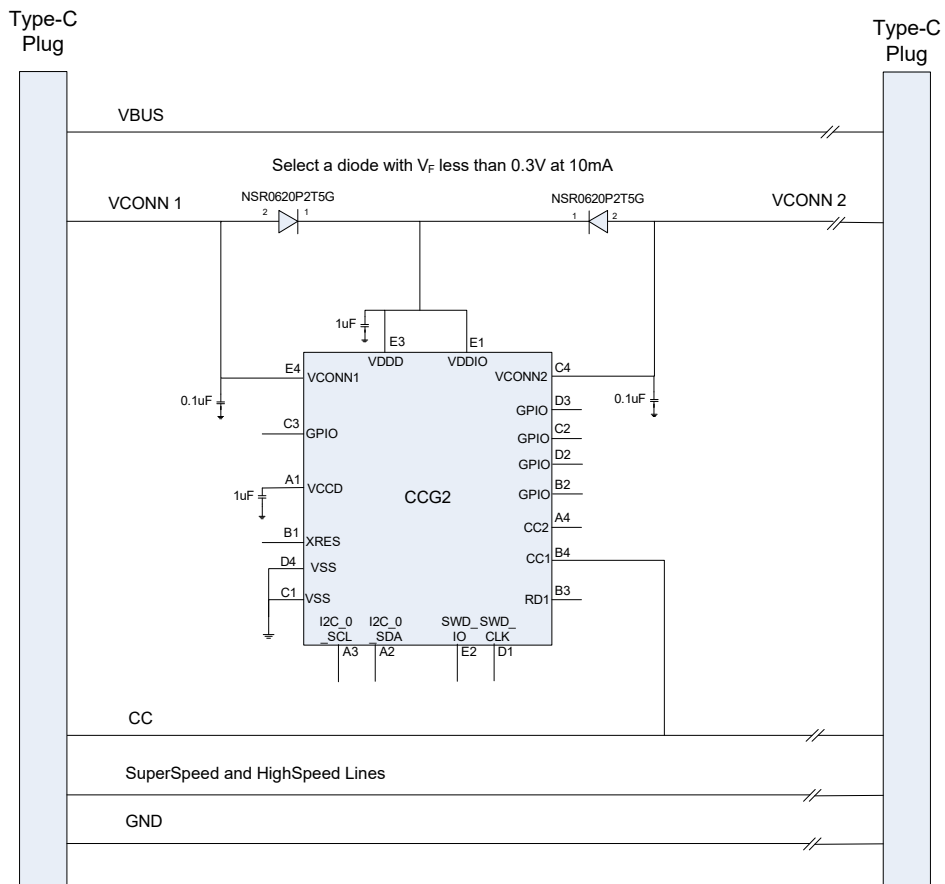 Type-C
Plug
Type-C
Plug
VBUS
Select a diode with VF less than 0.3V at 10mA
NSR0620P2T5G
NSR0620P2T5G
VCONN 1
2
1
1
2
VCONN 2
1uF
E3
E1
VDDD
VDDIO
E4
VCONN1
C4
VCONN2
0.1uF
0.1uF
D3
GPIO
C3
GPIO
C2
GPIO
D2
GPIO
A1
VCCD
1uF
CCG2
B2
GPIO
A4
CC2
B1
XRES
B4
CC1
D4
VSS
C1
VSS
B3
RD1
I2C_0
_SCL
I2C_0
_SDA
SWD_
IO
SWD_
CLK
A3
A2
E2
D1
CC
SuperSpeed and HighSpeed Lines
GND